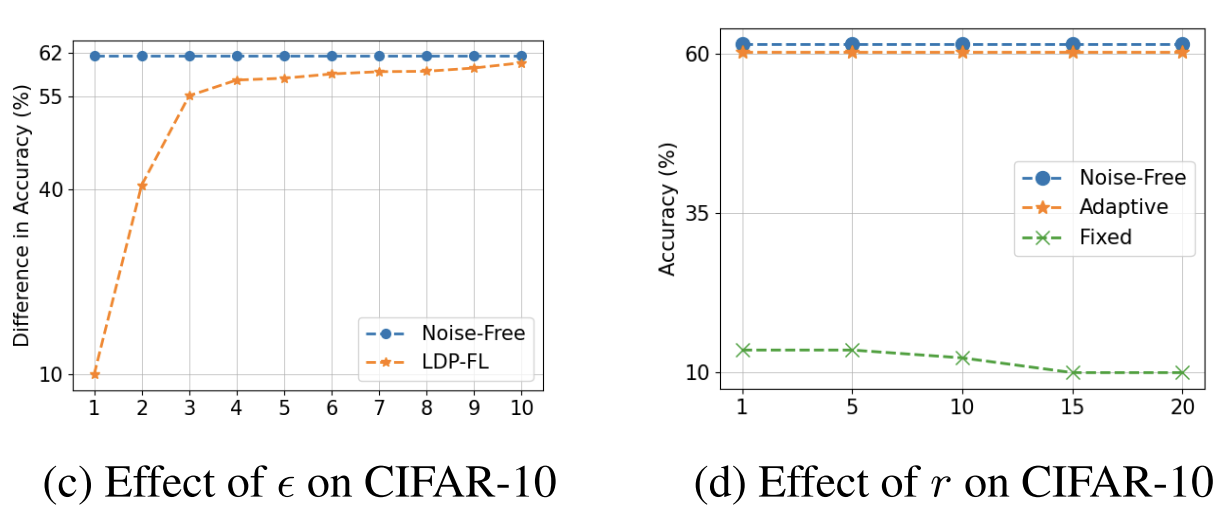 62
55
40
10
Difference in Accuracy (%)
Noise-Free
LDP-FL
1 2 3 4 5 6 7 8 9 10
(c) Effect of ϵ on CIFAR-10
60
35
10
Accuracy (%)
Noise-Free
Adaptive
Fixed
1 5 10 15 20
(d) Effect of r on CIFAR-10